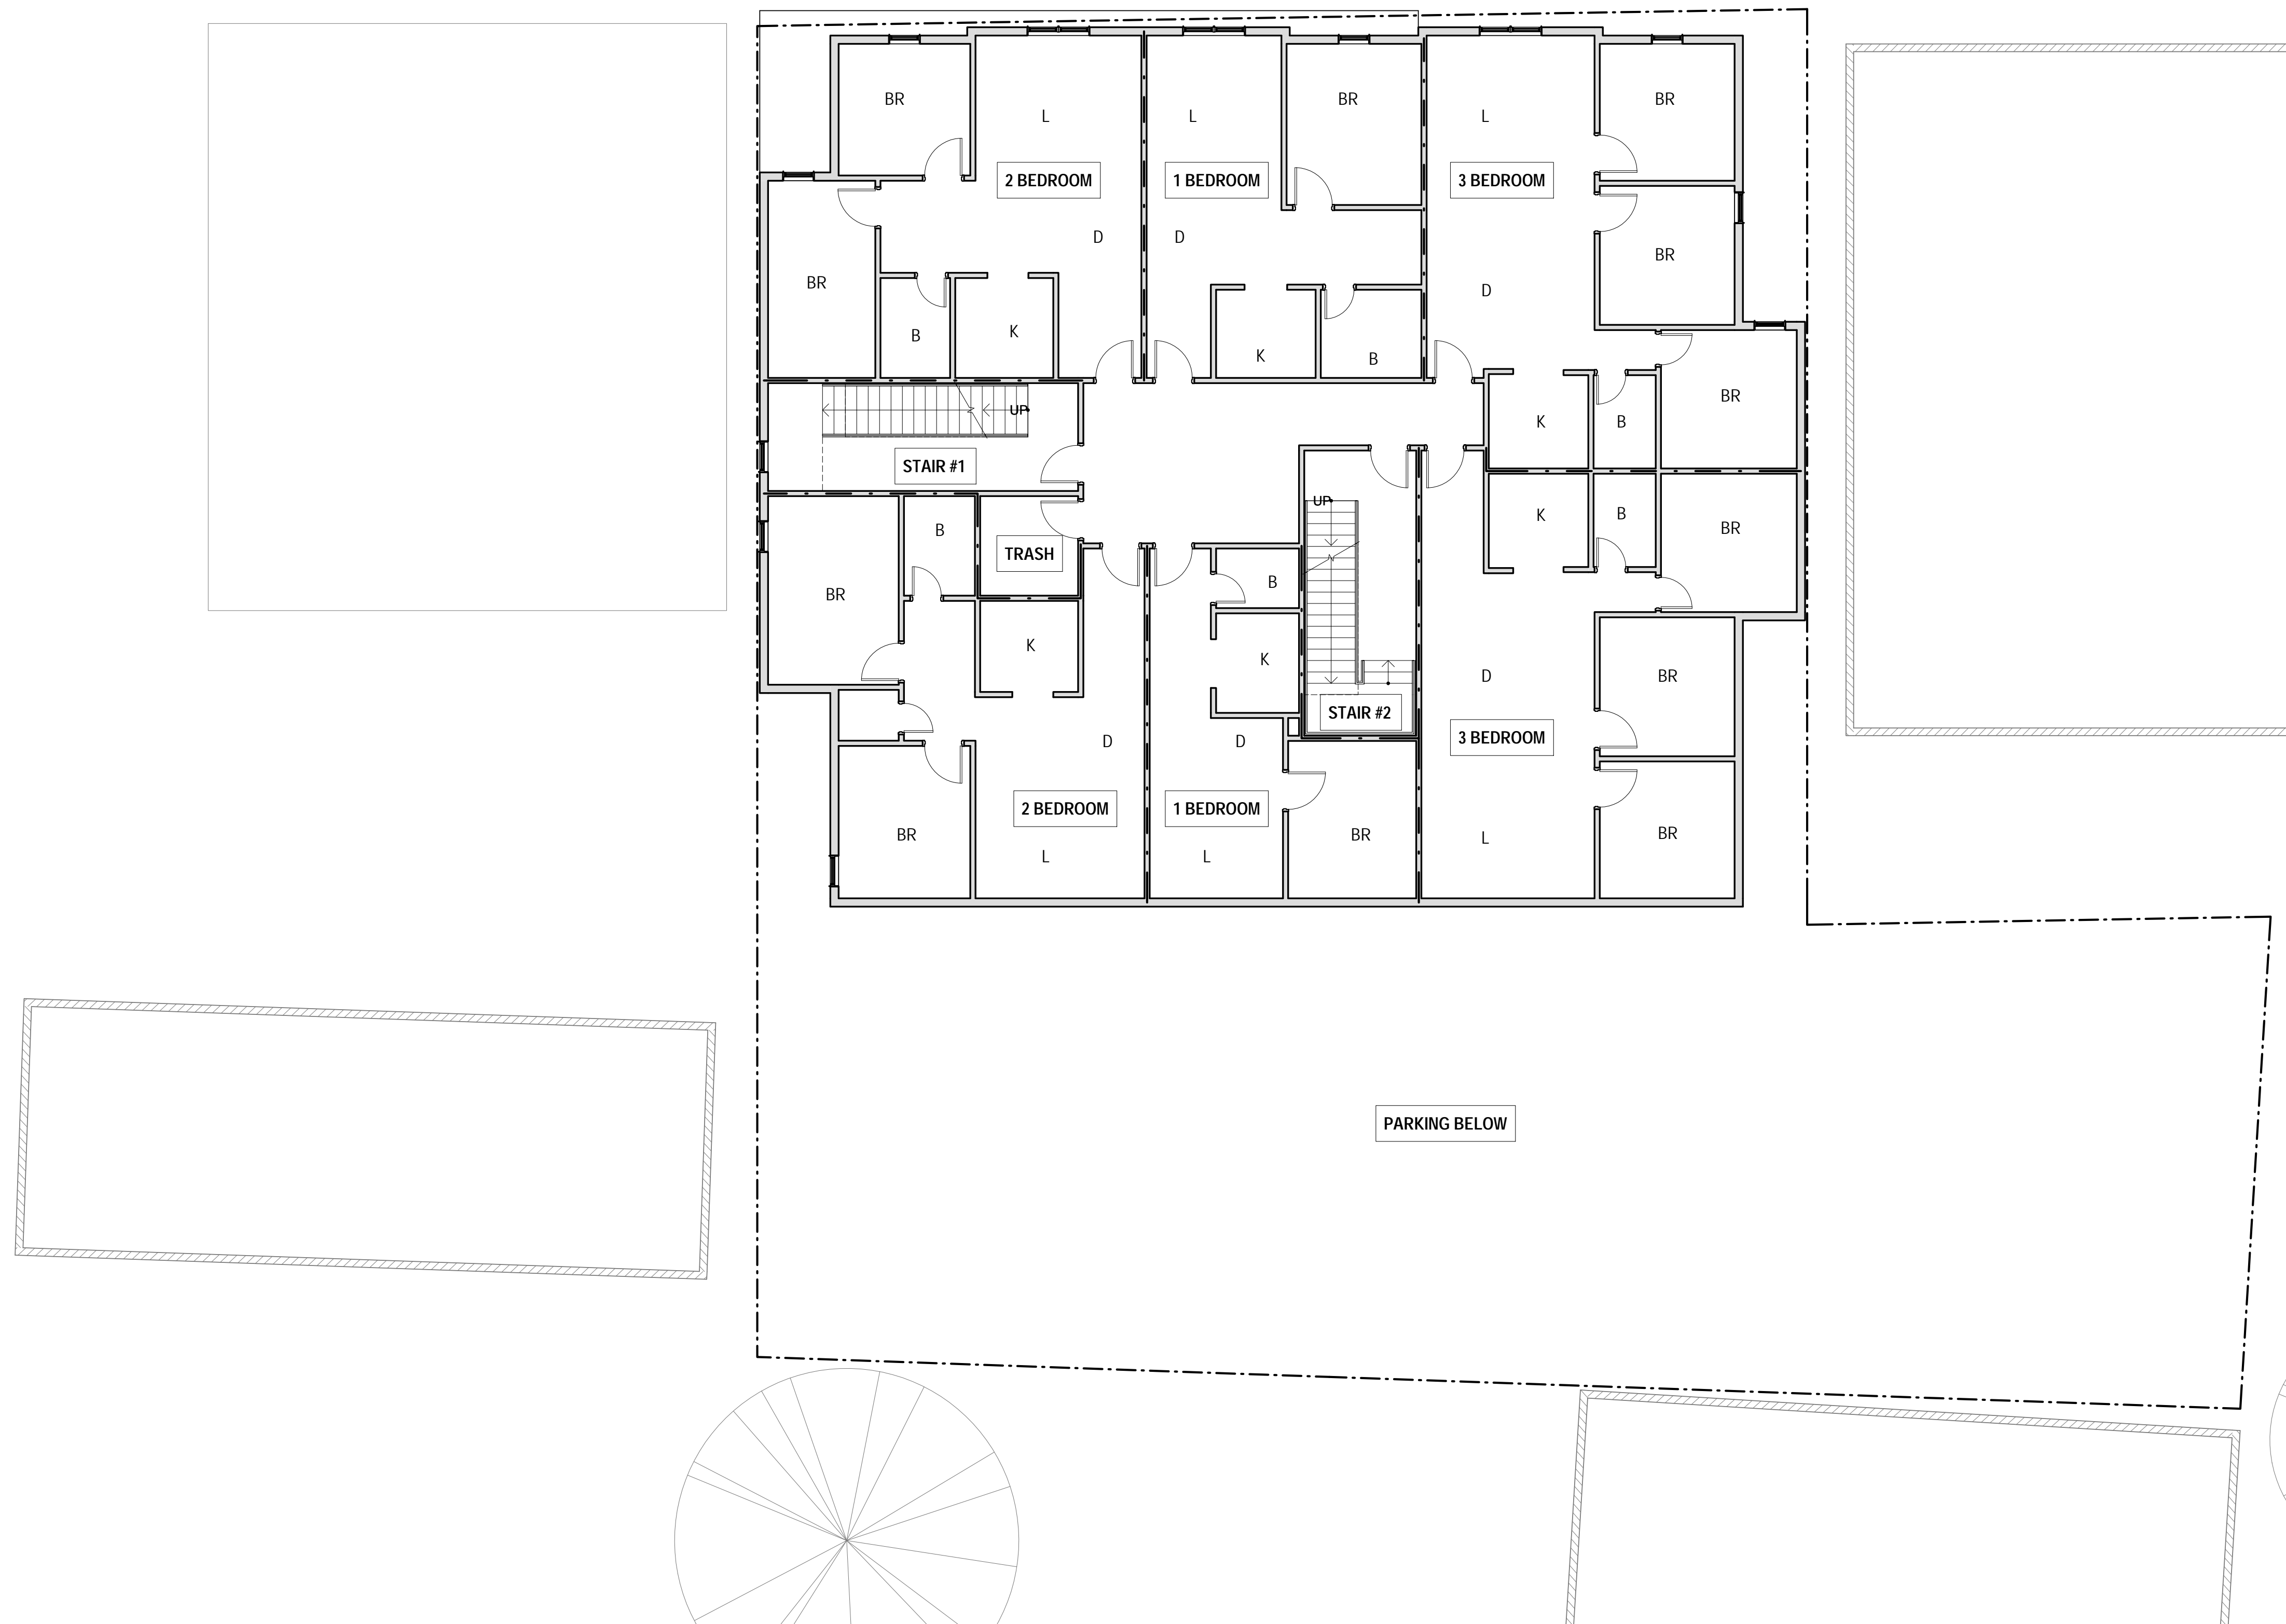 BR
BR
BR
L
L
L
2 BEDROOM
1 BEDROOM
3 BEDROOM
D
D
BR
BR
D
B
K
K
B
BR
UP
K
B
STAIR #1
UP
B
K
B
BR
TRASH
BR
B
K
K
D
BR
STAIR #2
D
D
3 BEDROOM
2 BEDROOM
1 BEDROOM
BR
BR
L
BR
L
L
PARKING BELOW